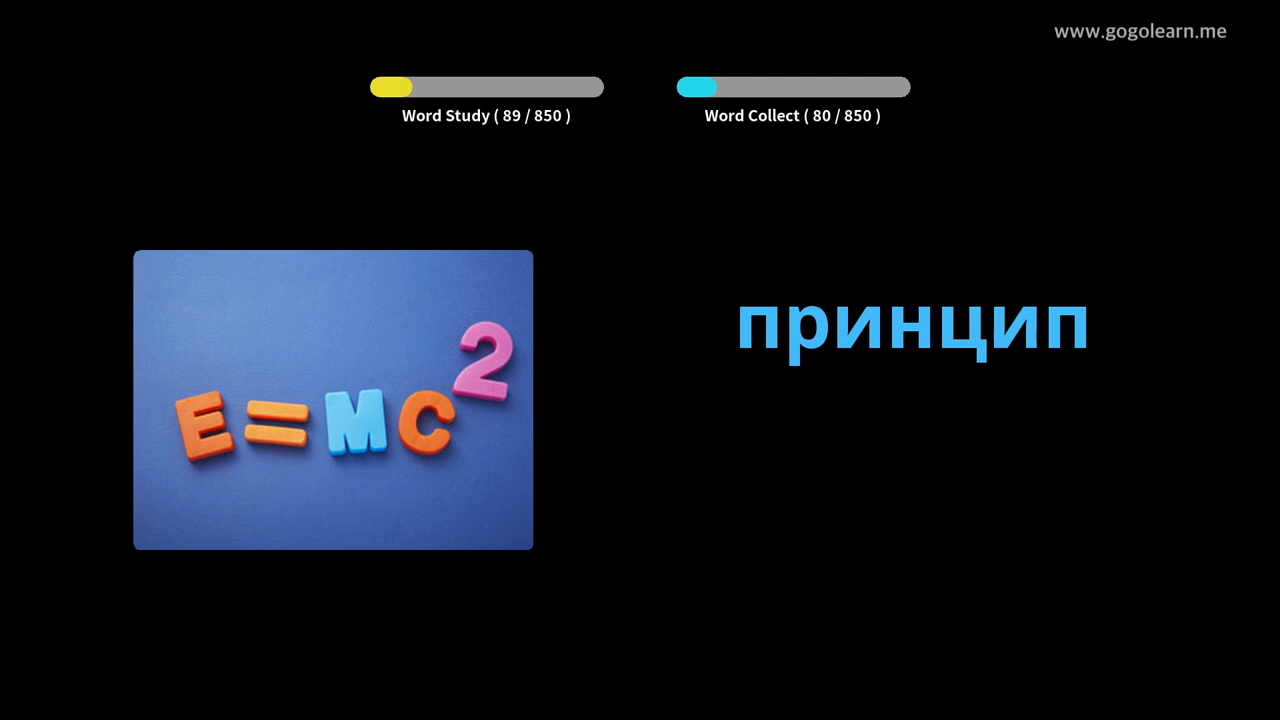 www.gogolearn.me
Word Study ( 89 / 850 )
Word Collect ( 80 / 850 )
принцип
E=MC2